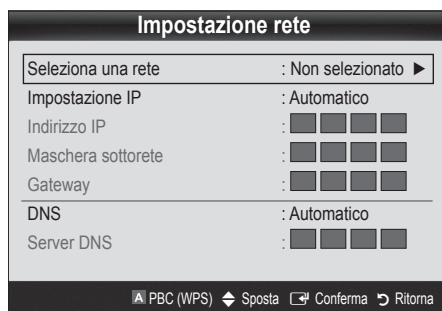 Impostazione rete
Seleziona una rete : Non selezionato ▶
Impostazione IP : Automatico
Indirizzo IP :
Maschera sottorete :
Gateway :
DNS : Automatico
Server DNS :
A PBC (WPS) Sposta Conferma Ritorna